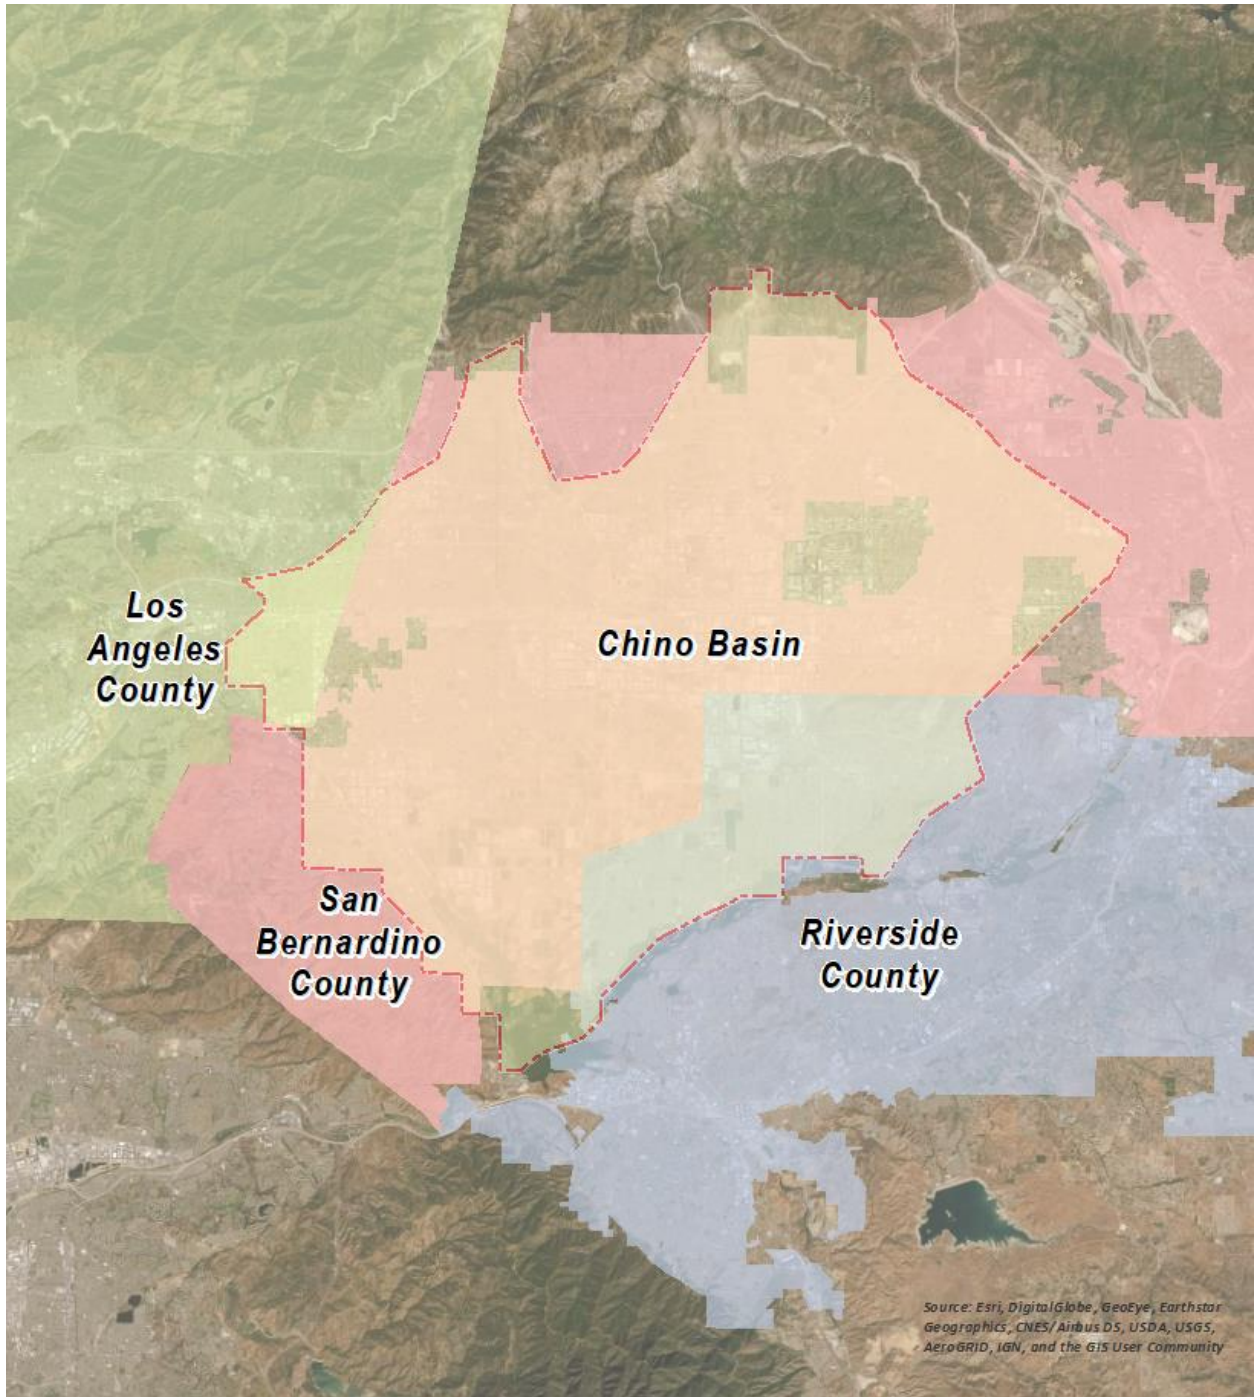 Los
Angeles
County
Chino Basin
San
Bernardino
County
Riverside
County
Source: Esri, DigitalGlobe, GeoEye, Earthstar
Geographics, CNES/Airbus DS, USDA, USGS,
AeroGRID, IGN, and the GIS User Community